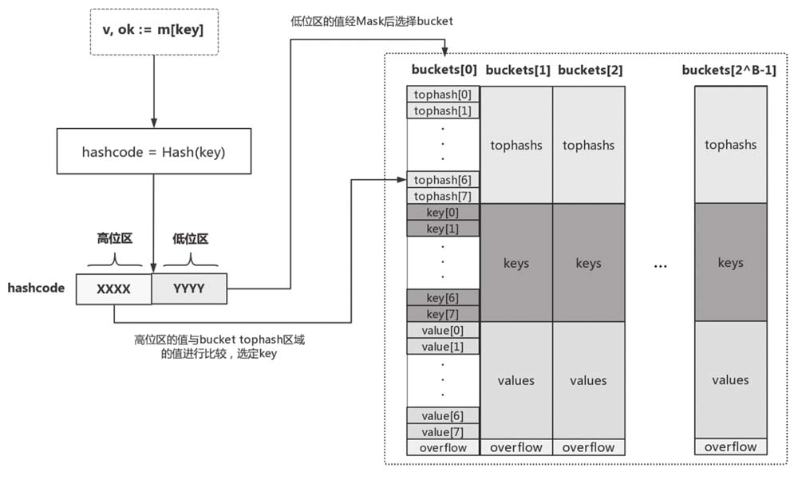 v, ok := m[key]
低位区的值经Mask后选择bucket
hashcode = Hash(key)
高位区
低位区
hashcode
XXXX
YYYY
高位区的值与bucket tophash区域
的值进行比较，选定key
buckets[0]
buckets[1]
buckets[2]
buckets[2^B-1]
tophash[0]
tophash[1]
.
.
.
tophash[6]
tophash[7]
key[0]
key[1]
.
.
.
key[6]
key[7]
value[0]
value[1]
.
.
.
value[6]
value[7]
overflow
tophashs
keys
values
overflow
tophashs
keys
values
overflow
...
tophashs
keys
values
overflow